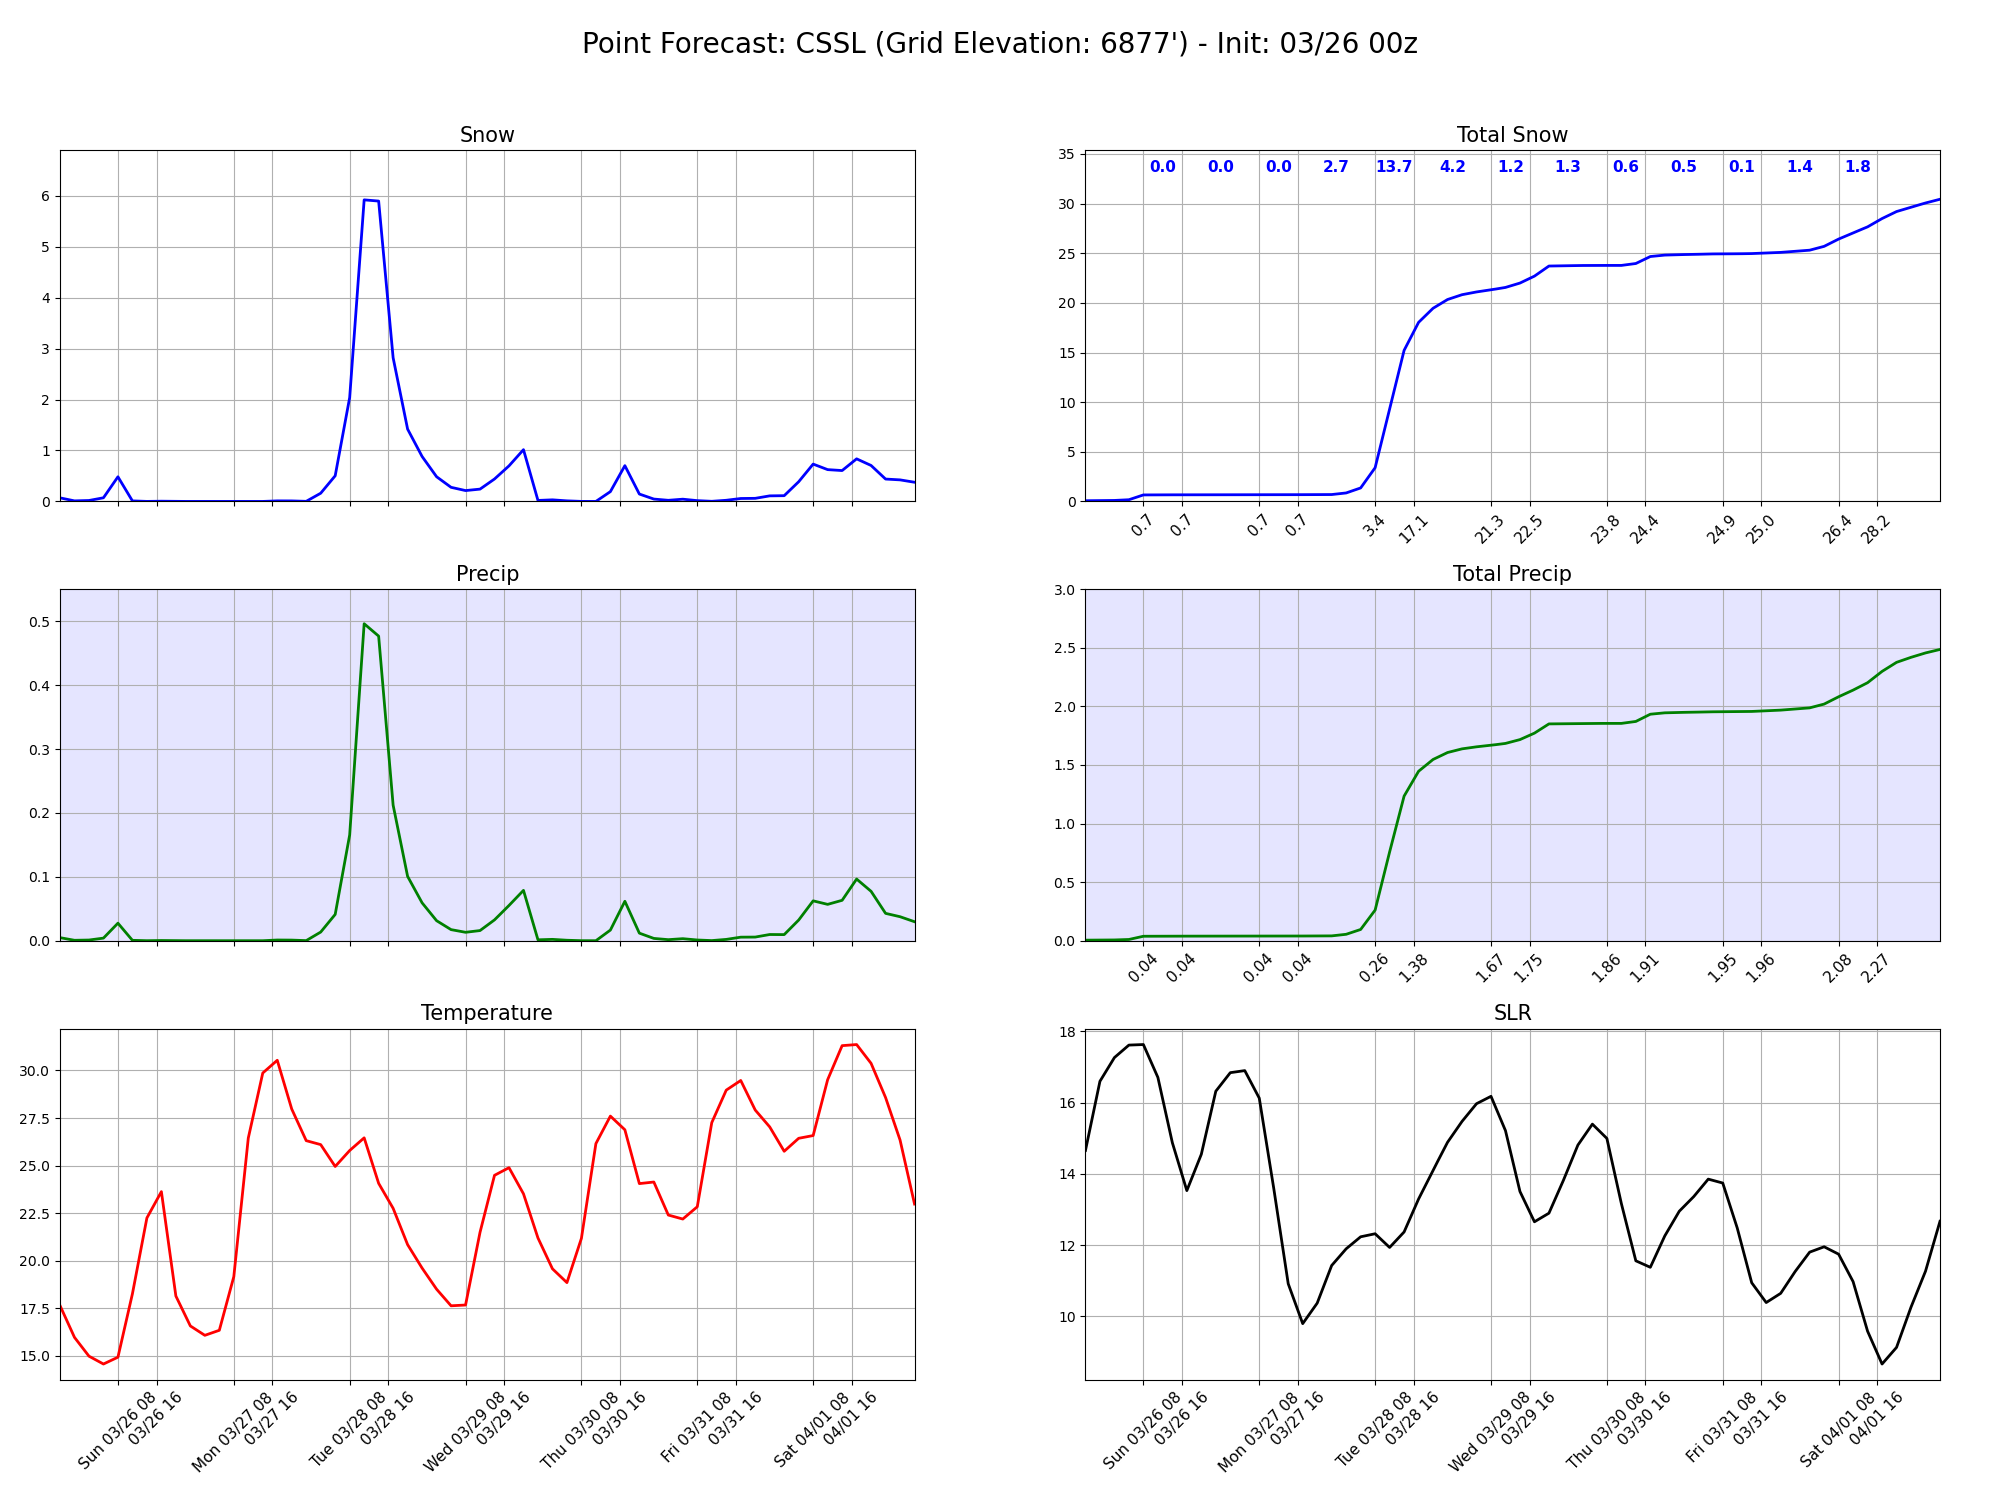 Point Forecast: CSSL (Grid Elevation: 6877') - Init: 03/26 00z
Snow
6
5
4
3
2
1
0
Total Snow
0.0 0.0 0.0 2.7 13.7 4.2 1.2 1.3 0.6 0.5 0.1 1.4 1.8
35
30
25
20
15
10
5
0
0.7 0.7 0.7 0.7 3.4 17.1 21.3 22.5 23.8 24.4 24.9 25.0 26.4 28.2
Precip
0.5
0.4
0.3
0.2
0.1
0.0
Total Precip
3.0
2.5
2.0
1.5
1.0
0.5
0.0
0.04 0.04 0.04 0.04 0.26 1.38 1.67 1.75 1.86 1.91 1.95 1.96 2.08 2.27
Temperature
30.0
27.5
25.0
22.5
20.0
17.5
15.0
Sun 03/26 08
03/26 16
Mon 03/27 08
03/27 16
Tue 03/28 08
03/28 16
Wed 03/29 08
03/29 16
Thu 03/30 08
03/30 16
Fri 03/31 08
03/31 16
Sat 04/01 08
04/01 16
SLR
18
16
14
12
10
Sun 03/26 08
03/26 16
Mon 03/27 08
03/27 16
Tue 03/28 08
03/28 16
Wed 03/29 08
03/29 16
Thu 03/30 08
03/30 16
Fri 03/31 08
03/31 16
Sat 04/01 08
04/01 16